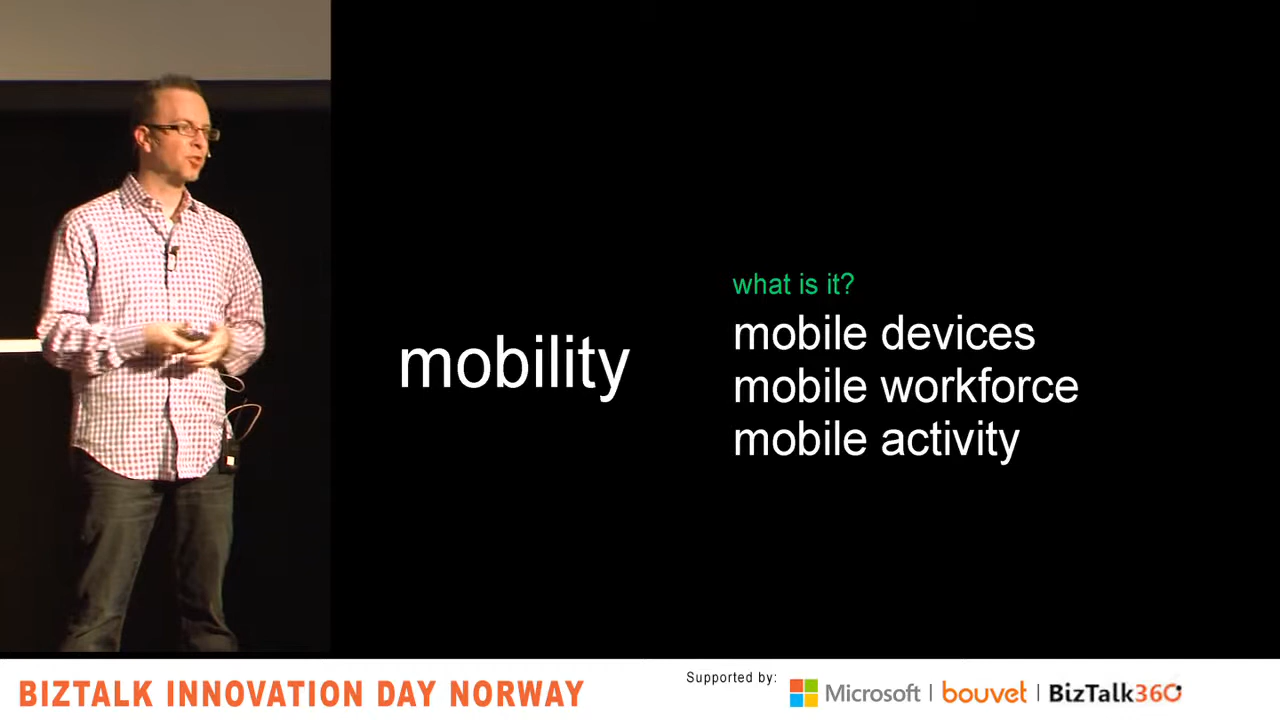 mobility
what is it?
mobile devices
mobile workforce
mobile activity
BIZTALK INNOVATION DAY NORWAY
Supported by:
Microsoft | bouvet | BizTalk360